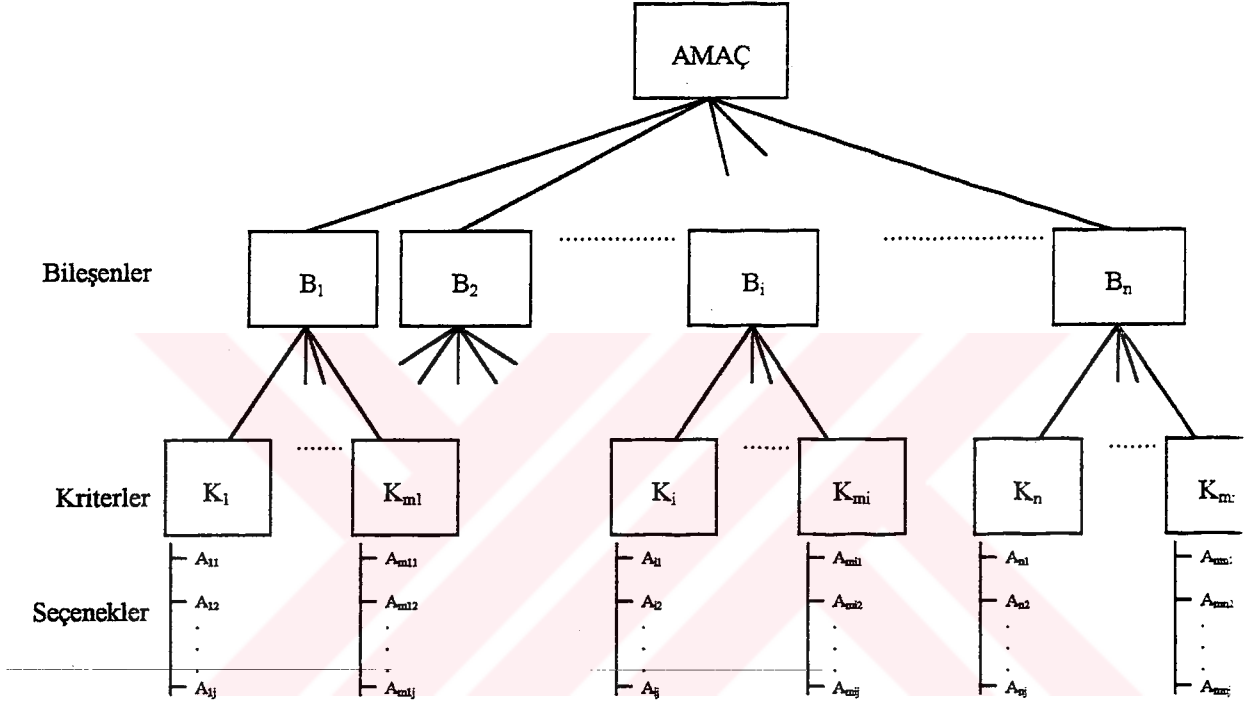 AMAÇ
Bileşenler B₁ B₂ .................... Bᵢ ............................ Bₙ
Kriterler K₁ ........ Kₘ₁ Kᵢ ........ Kₘᵢ Kₙ ........
A₁₁ Aₘ₁₁ Aᵢ₁ Aₘᵢ₁ Aₙ₁
Seçenekler A₁₂ Aₘ₁₂ Aᵢ₂ Aₘᵢ₂ Aₙ₂
A₁ⱼ Aₘ₁ⱼ Aᵢⱼ Aₘᵢⱼ Aₙⱼ